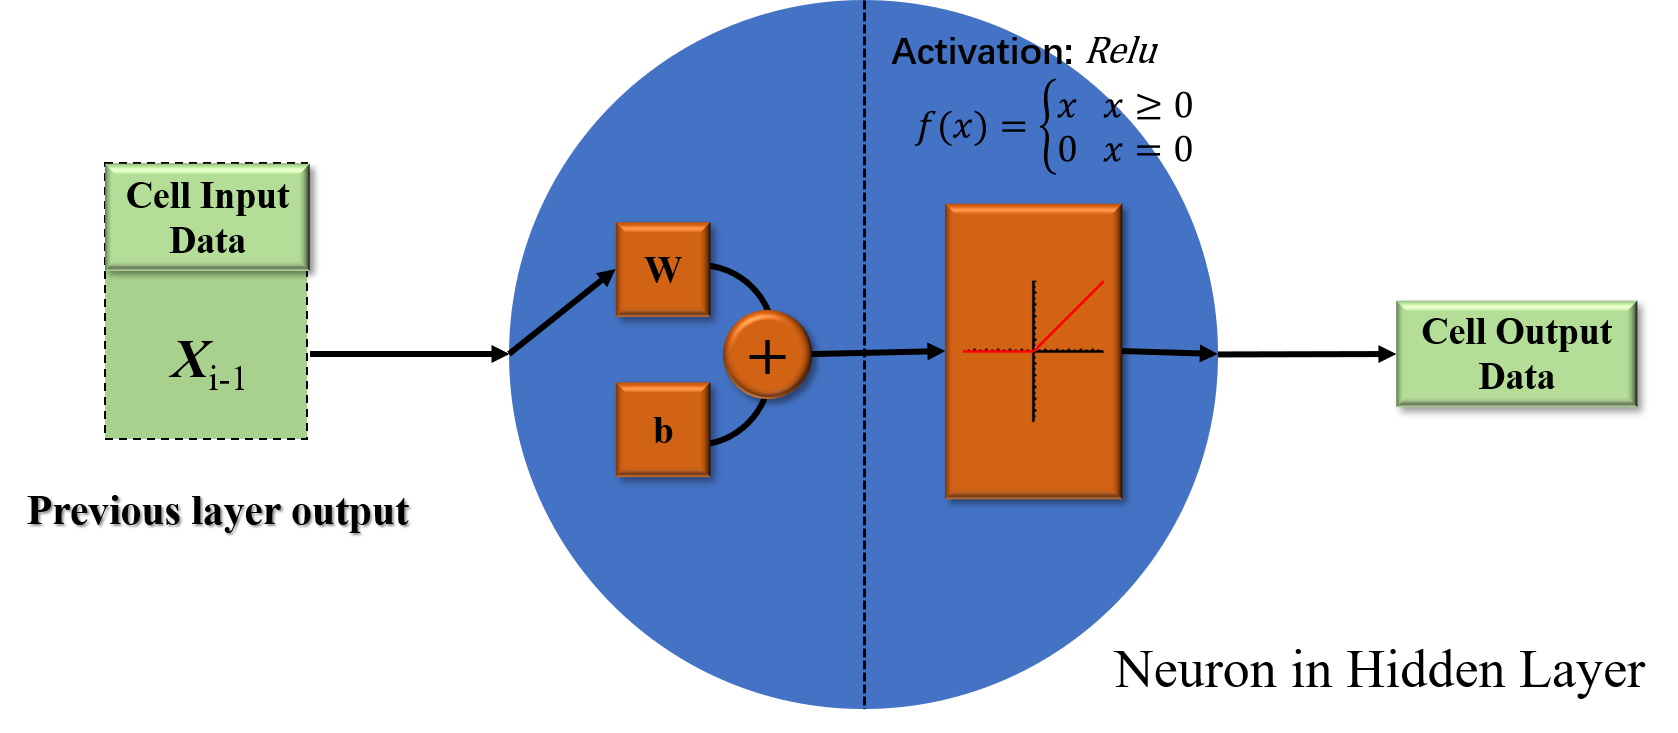 Activation: Relu
f(x) = { x   x ≥ 0
0   x = 0
Cell Input
Data
X i-1
Previous layer output
W
b
+
Cell Output
Data
Neuron in Hidden Layer